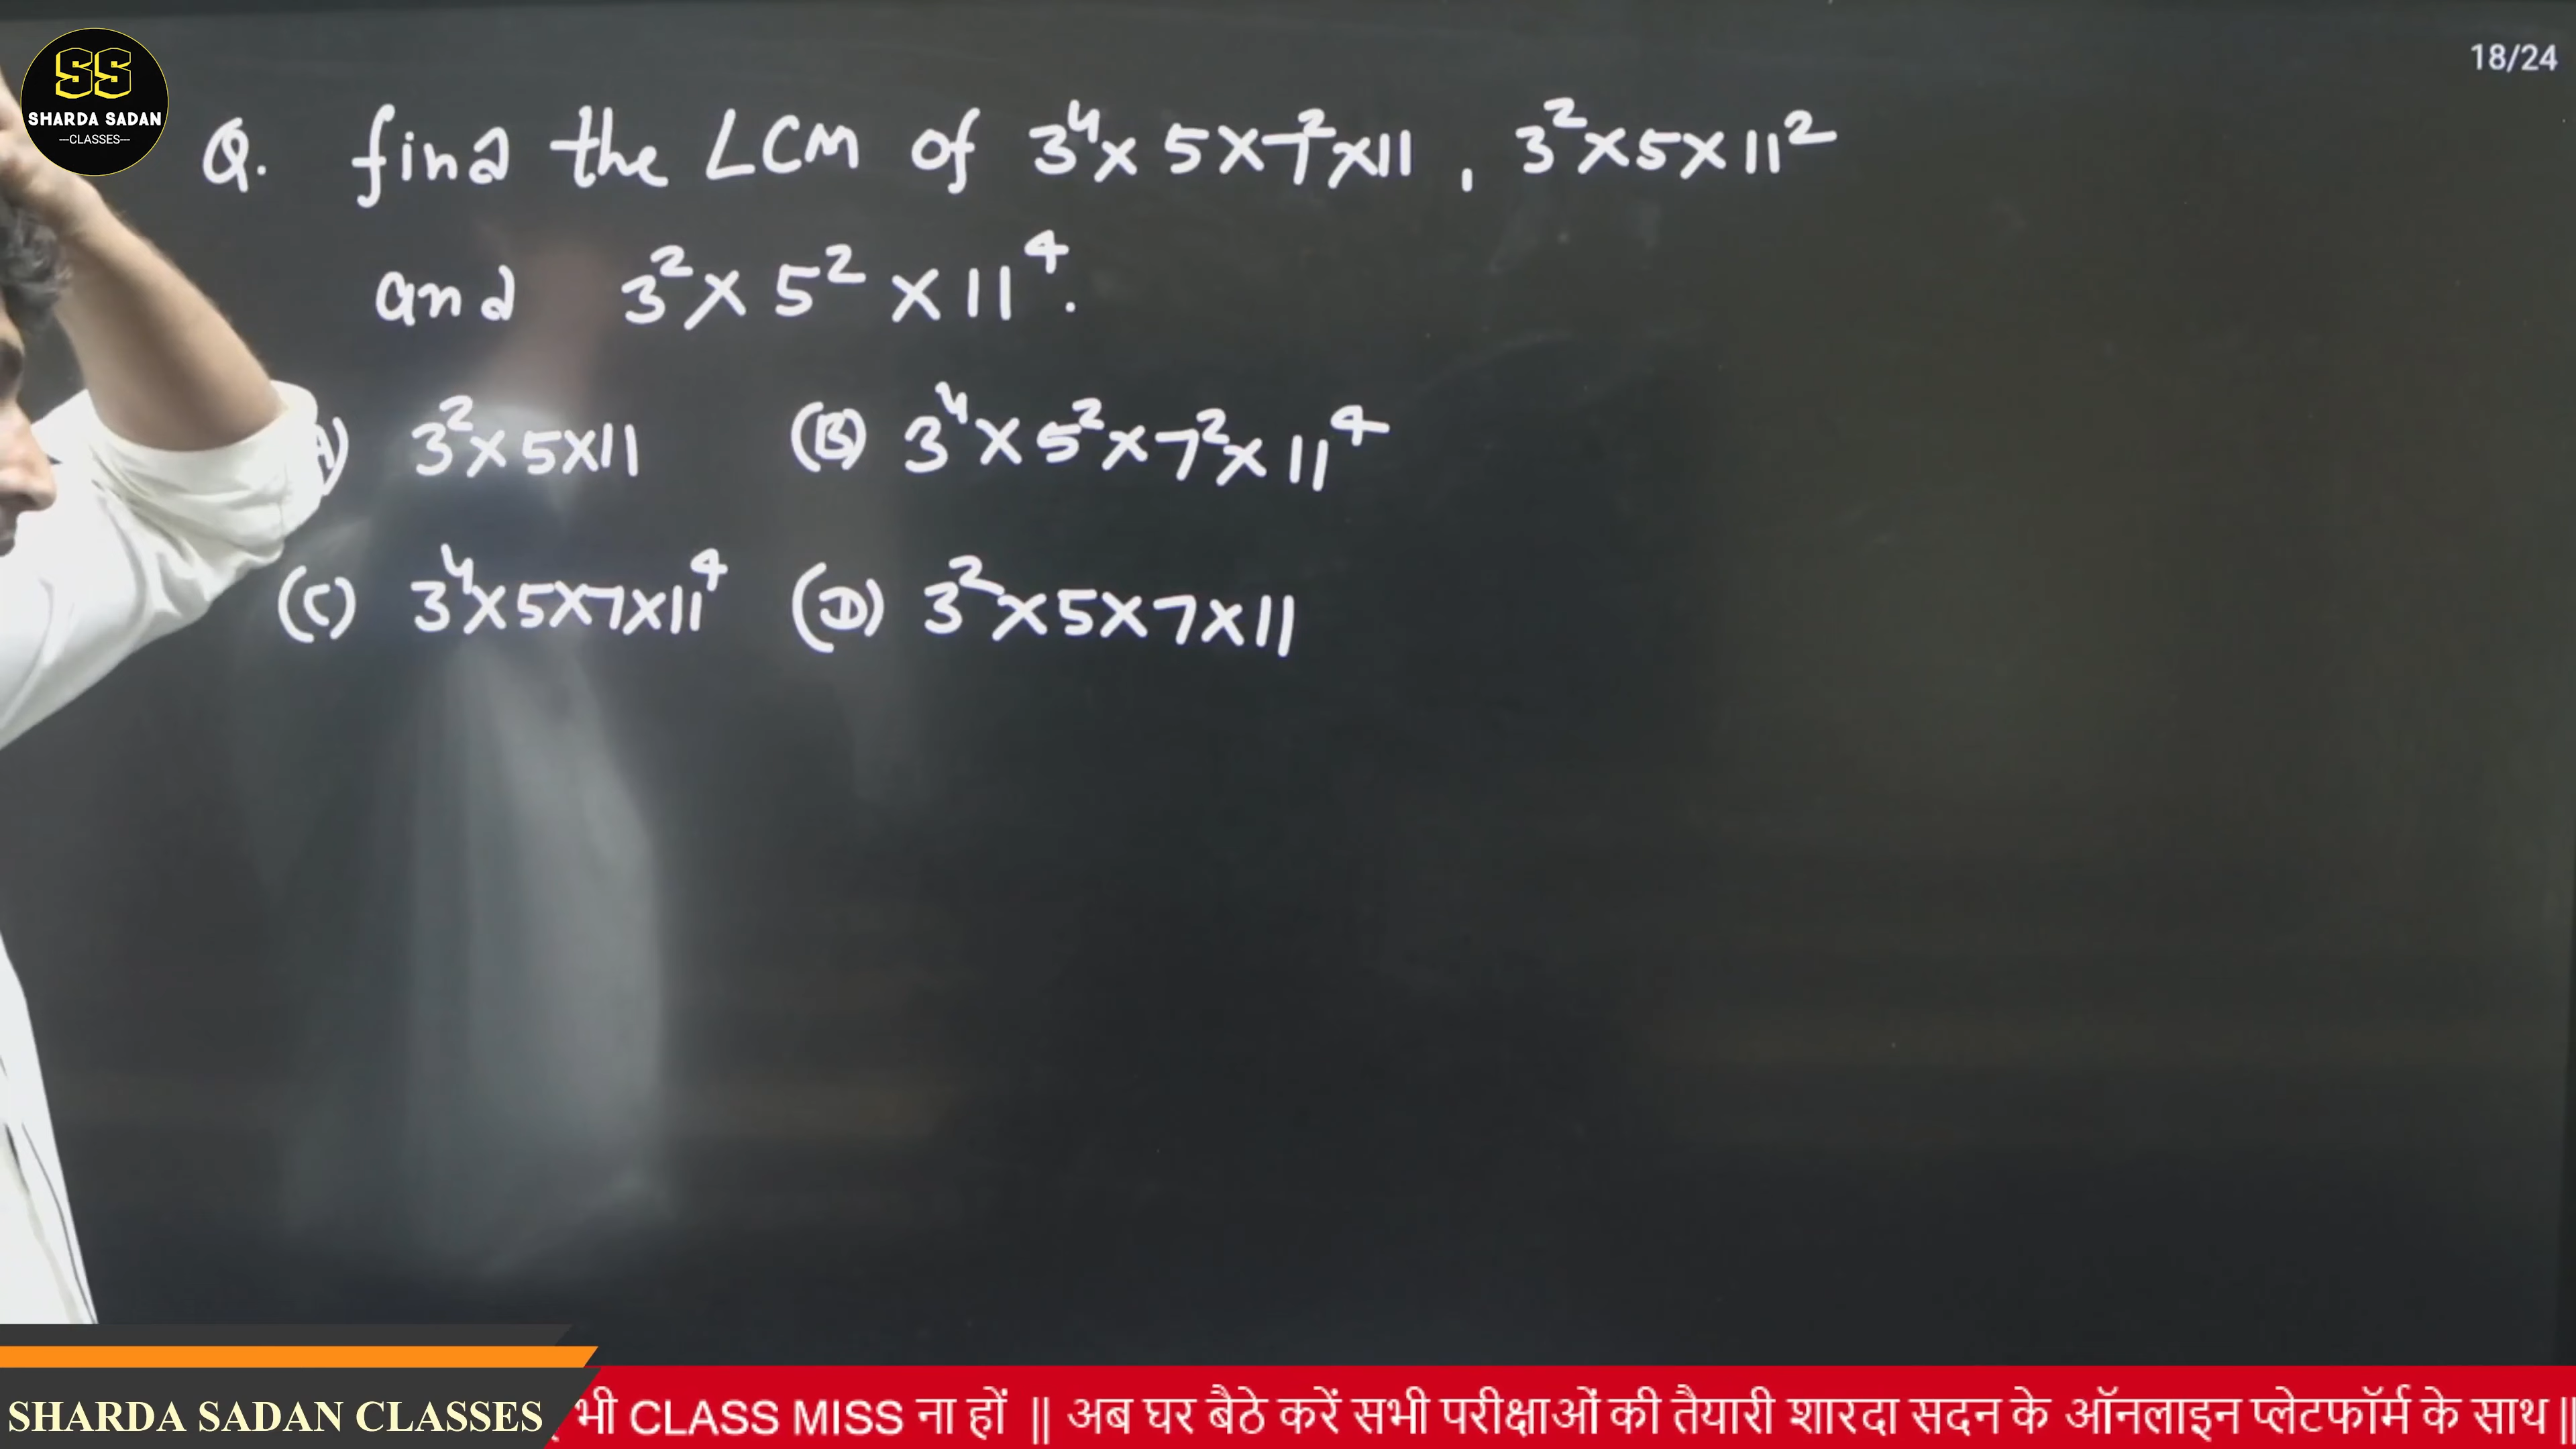 SS
SHARDA SADAN
—CLASSES—
18/24
Q. find the LCM of 3⁴×5×7²×11, 3²×5×11²
and 3²×5²×11⁴.
A) 3²×5×11 (B) 3⁴×5²×7²×11⁴
(C) 3⁴×5×7×11⁴ (D) 3²×5×7×11
SHARDA SADAN CLASSES
भी CLASS MISS ना हों || अब घर बैठे करें सभी परीक्षाओं की तैयारी शारदा सदन के ऑनलाइन प्लेटफॉर्म के साथ ||